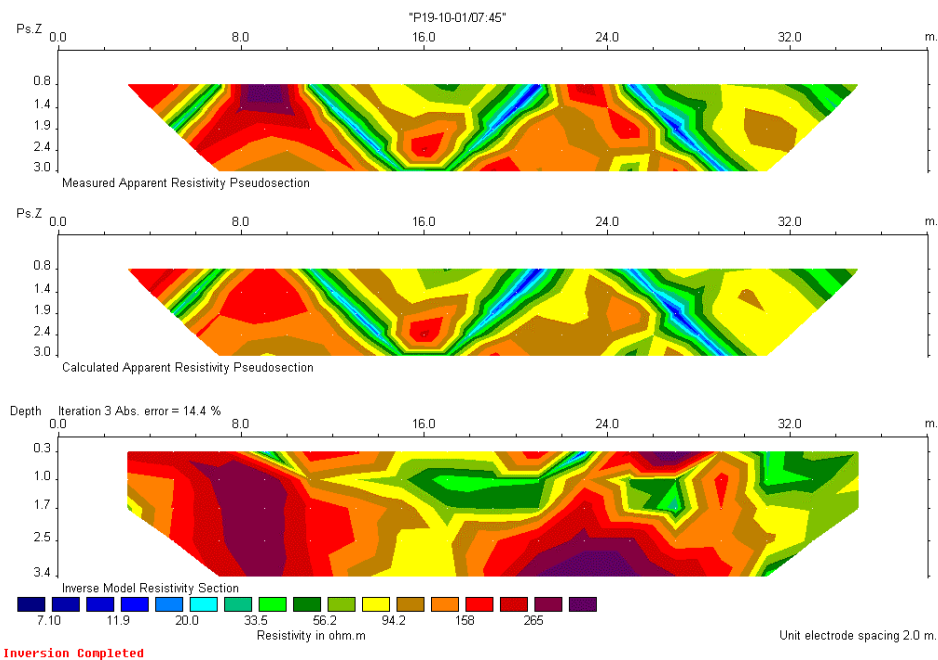 "P19-10-01/07:45"
Ps.Z 0.0 8.0 16.0 24.0 32.0 m.
0.8
1.4
1.9
2.4
3.0
Measured Apparent Resistivity Pseudosection
Ps.Z 0.0 8.0 16.0 24.0 32.0 m.
0.8
1.4
1.9
2.4
3.0
Calculated Apparent Resistivity Pseudosection
Depth Iteration 3 Abs. error = 14.4 %
0.0 8.0 16.0 24.0 32.0 m.
0.3
1.0
1.7
2.5
3.4
Inverse Model Resistivity Section
7.10 11.9 20.0 33.5 56.2 94.2 158 265
Resistivity in ohm.m
Unit electrode spacing 2.0 m.
Inversion Completed